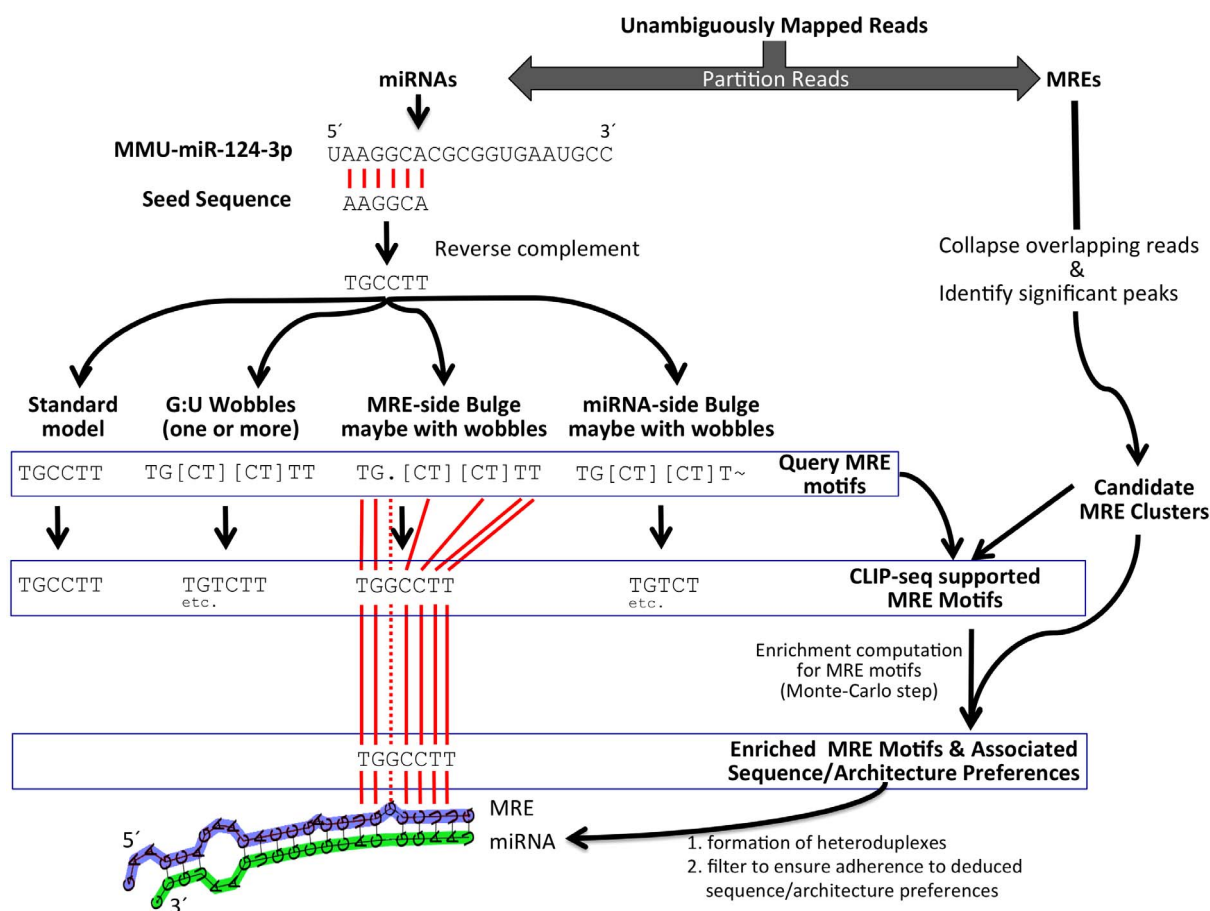 Unambiguously Mapped Reads
miRNAs
Partition Reads
MREs
5´ 3´
MMU-miR-124-3p
UAAGGCACGCGGUGAAUGCC
Seed Sequence
AAGGCA
Reverse complement
TGCCTT
Collapse overlapping reads
&
Identify significant peaks
Standard
model
G:U Wobbles
(one or more)
MRE-side Bulge
maybe with wobbles
miRNA-side Bulge
maybe with wobbles
TGCCTT
TG[CT][CT]TT
TG.[CT][CT]TT
TG[CT][CT]T~
Query MRE
motifs
Candidate
MRE Clusters
TGCCTT
TGTCTT
etc.
TGGCCTT
TGTCT
etc.
CLIP-seq supported
MRE Motifs
Enrichment computation
for MRE motifs
(Monte-Carlo step)
TGGCCTT
Enriched MRE Motifs & Associated
Sequence/Architecture Preferences
MRE
miRNA
5´
3´
1. formation of heteroduplexes
2. filter to ensure adherence to deduced
sequence/architecture preferences